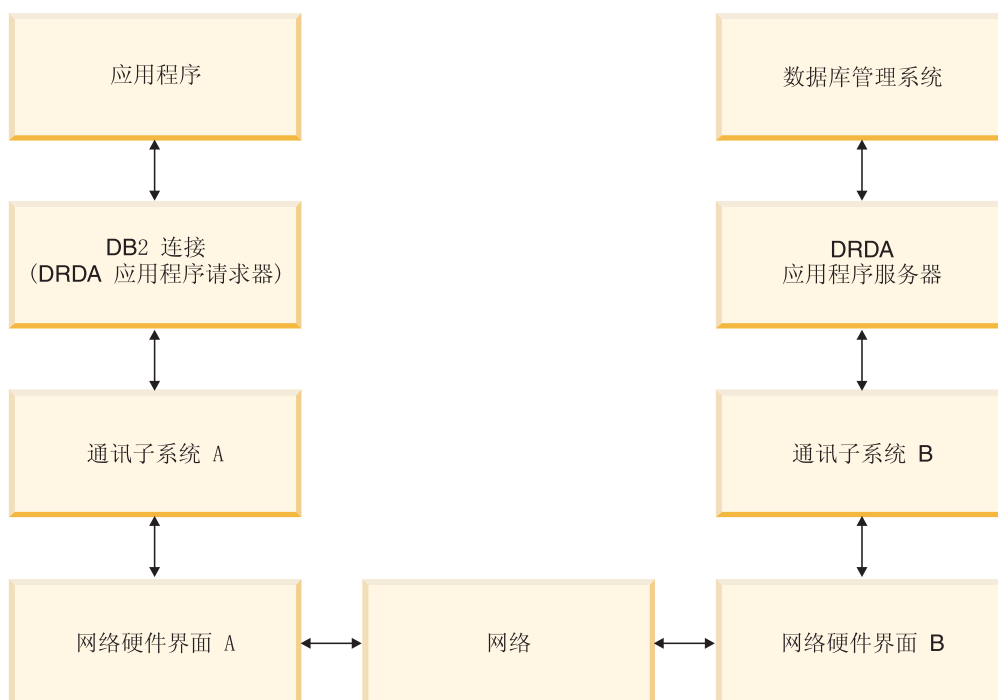 应用程序
数据库管理系统
DB2 连接
(DRDA 应用程序请求器)
DRDA
应用程序服务器
通讯子系统 A
通讯子系统 B
网络硬件界面 A
网络
网络硬件界面 B